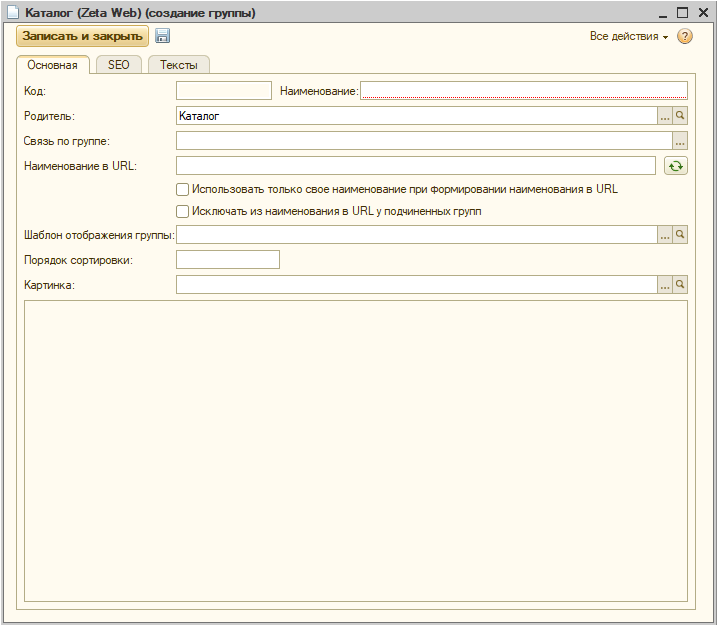 Каталог (Zeta Web) (создание группы)
Записать и закрыть
Все действия
?
Основная SEO Тексты
Код: Наименование:
Родитель: Каталог ...
Связь по группе: ...
Наименование в URL:
Использовать только свое наименование при формировании наименования в URL
Исключать из наименования в URL у подчиненных групп
Шаблон отображения группы: ...
Порядок сортировки:
Картинка: ...